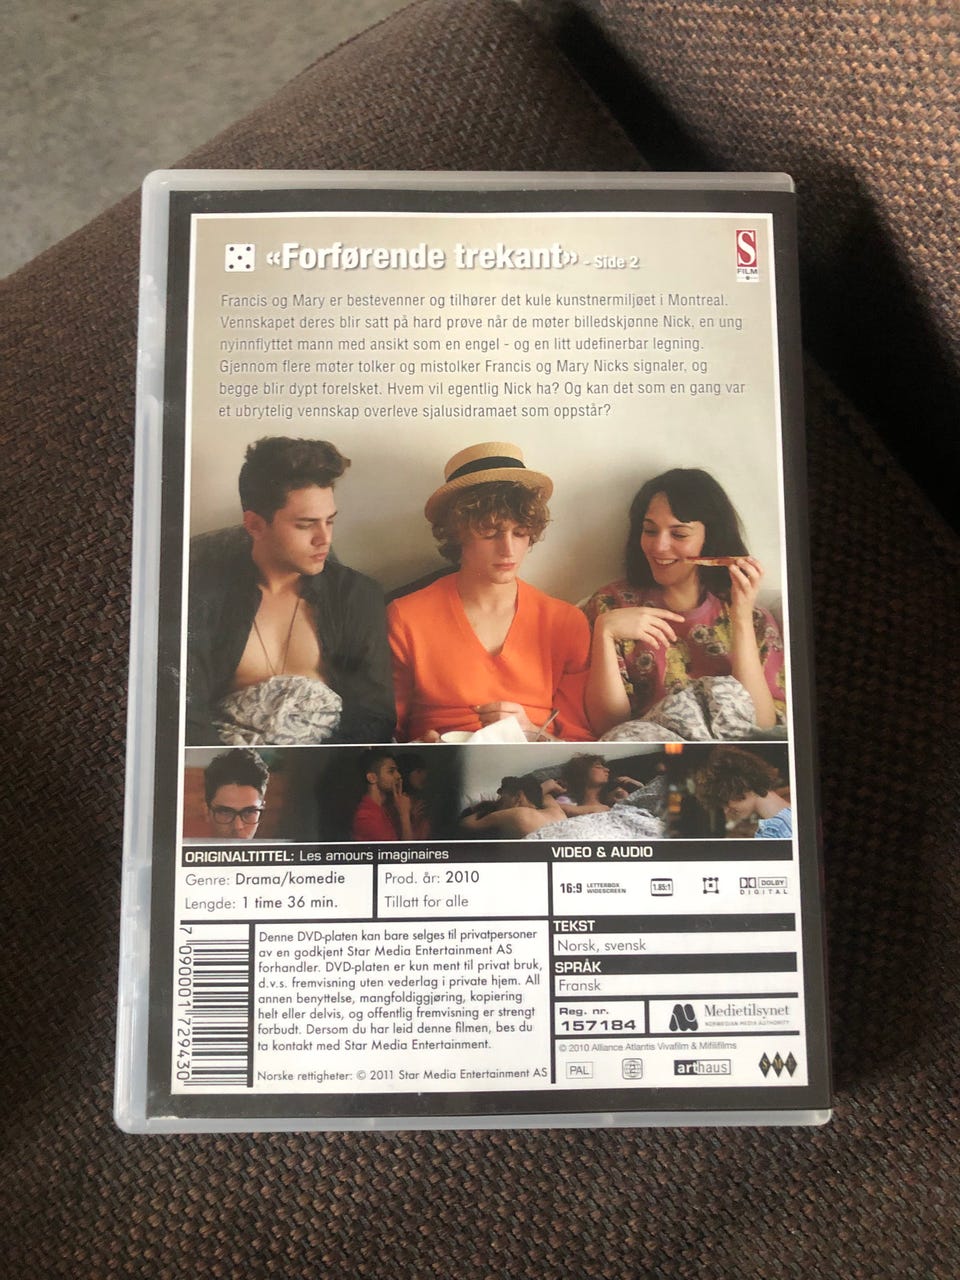 «Forførende trekant» - Side 2
S
FILM
Francis og Mary er bestevenner og tilhører det kule kunstnermiljøet i Montreal.
Vennskapet deres blir satt på hard prøve når de møter billedskjønne Nick, en ung
nyinnflyttet mann med ansikt som en engel - og en litt udefinerbar legning.
Gjennom flere møter tolker og mistolker Francis og Mary Nicks signaler, og
begge blir dypt forelsket. Hvem vil egentlig Nick ha? Og kan det som en gang var
et ubrytelig vennskap overleve sjalusidramaet som oppstår?
ORIGINALTITTEL: Les amours imaginaires
Genre: Drama/komedie
Lengde: 1 time 36 min.
Prod. år: 2010
Tillatt for alle
VIDEO & AUDIO
16:9 LETTERBOX WIDESCREEN
1.85:1
DOLBY
DIGITAL
7 090001 729430
Denne DVD-platen kan bare selges til privatpersoner
av en godkjent Star Media Entertainment AS
forhandler. DVD-platen er kun ment til privat bruk,
d.v.s. fremvisning uten vederlag i private hjem. All
annen benyttelse, mangfoldiggjøring, kopiering
helt eller delvis, og offentlig fremvisning er strengt
forbudt. Dersom du har leid denne filmen, bes du
ta kontakt med Star Media Entertainment.
Norske rettigheter: © 2011 Star Media Entertainment AS
TEKST
Norsk, svensk
SPRÅK
Fransk
Reg. nr.
157184
Medietilsynet
NORWEGIAN MEDIA AUTHORITY
© 2010 Alliance Atlantis Vivafilm & Mifilifilms
PAL
2
arthaus
SME